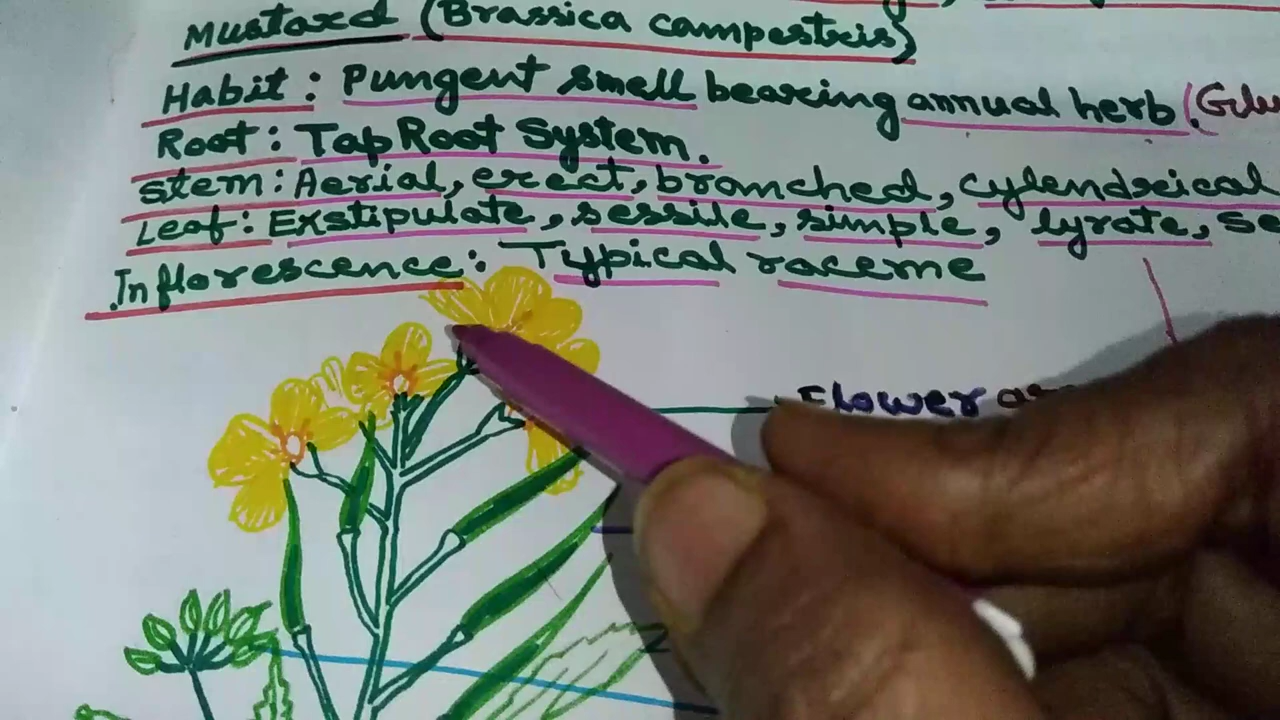 Mustard (Brassica campestris)
Habit: Pungent smell bearing annual herb.
Root: Tap Root System.
Stem: Aerial, erect, branched, cylendrical
Leaf: Exstipulate, sessile, simple, lyrate,
Inflorescence: Typical raceme
Flower
2